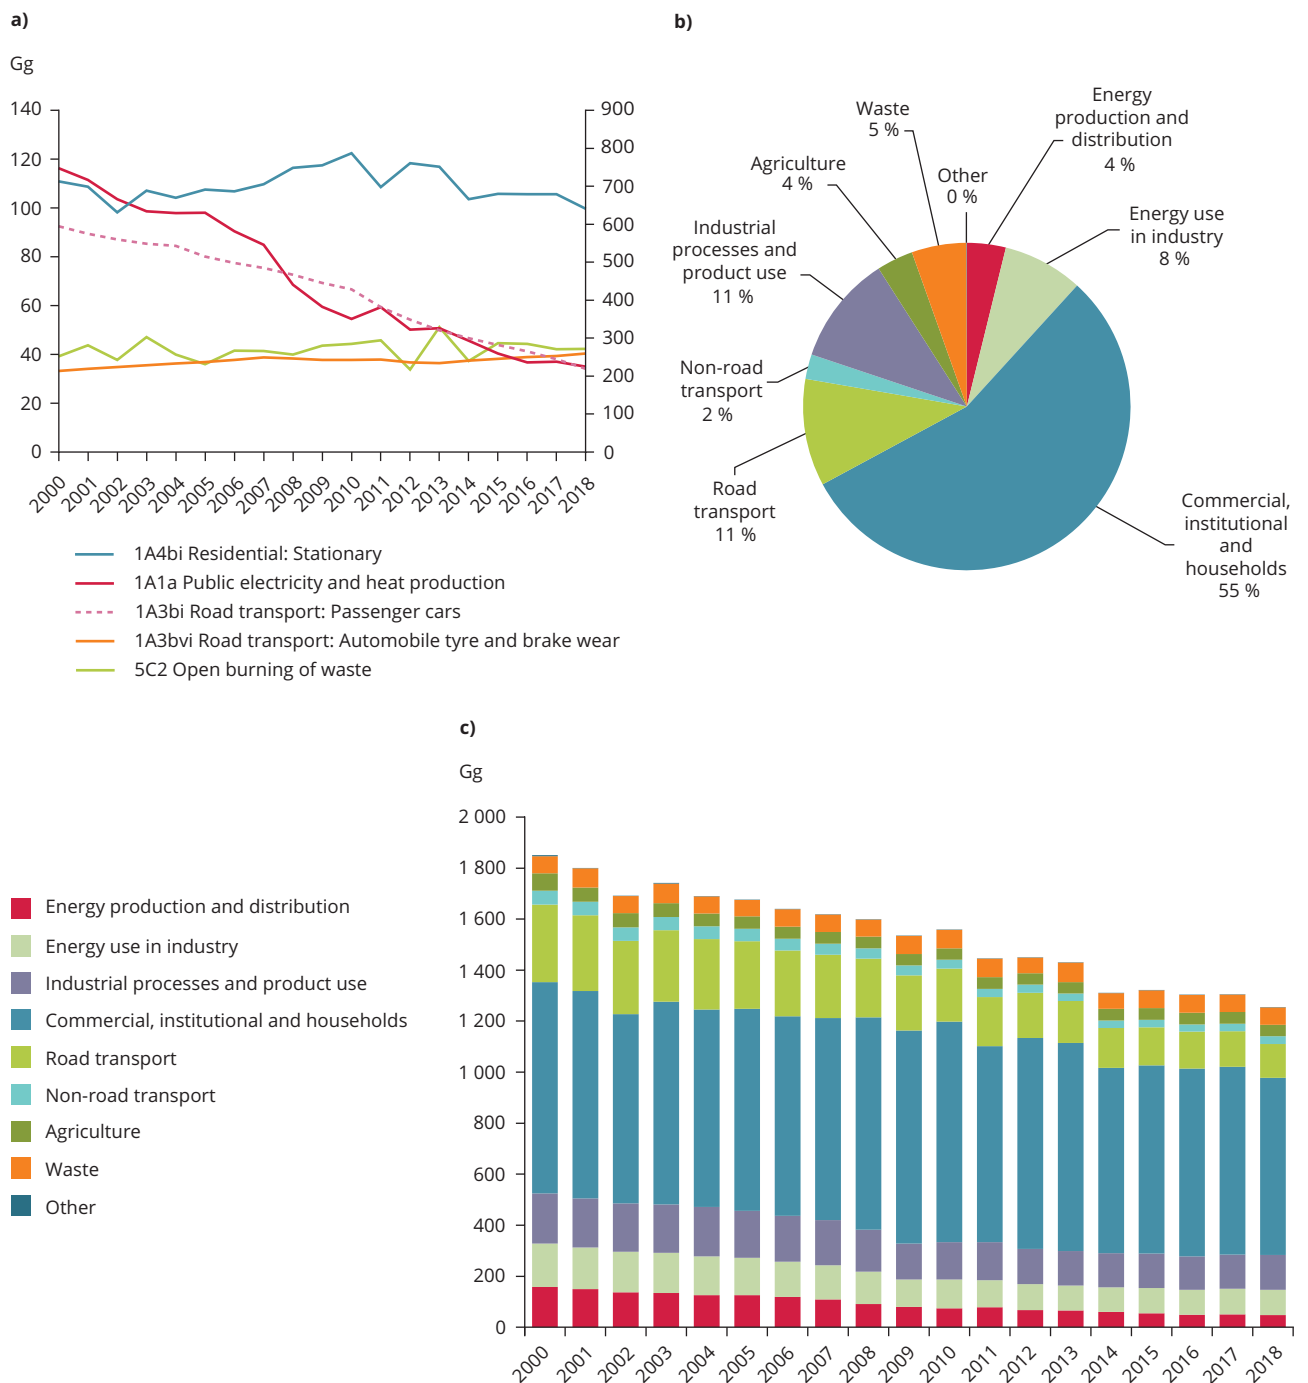 a)
Gg
140
120
100
80
60
40
20
0
900
800
700
600
500
400
300
200
100
0
2000
2001
2002
2003
2004
2005
2006
2007
2008
2009
2010
2011
2012
2013
2014
2015
2016
2017
2018
1A4bi Residential: Stationary
1A1a Public electricity and heat production
1A3bi Road transport: Passenger cars
1A3bvi Road transport: Automobile tyre and brake wear
5C2 Open burning of waste
b)
Energy
production and
distribution
4 %
Energy use
in industry
8 %
Commercial,
institutional
and
households
55 %
Road
transport
11 %
Non-road
transport
2 %
Industrial
processes and
product use
11 %
Agriculture
4 %
Waste
5 %
Other
0 %
c)
Gg
2 000
1 800
1 600
1 400
1 200
1 000
800
600
400
200
0
2000
2001
2002
2003
2004
2005
2006
2007
2008
2009
2010
2011
2012
2013
2014
2015
2016
2017
2018
Energy production and distribution
Energy use in industry
Industrial processes and product use
Commercial, institutional and households
Road transport
Non-road transport
Agriculture
Waste
Other